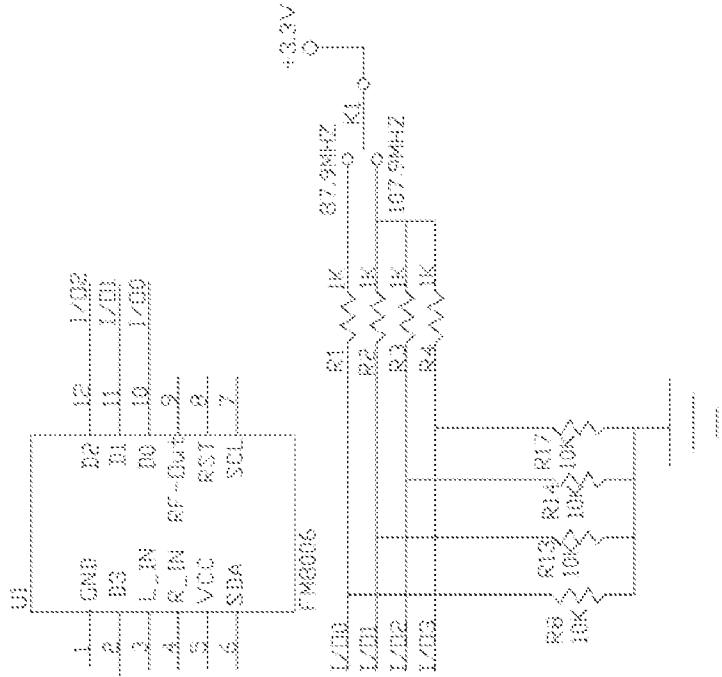 U1
1 GND
2 D3
3 L_IN
4 R_IN
5 VCC
6 SDA
D2 12 I/O2
D1 11 I/O1
D0 10 I/O0
RF-Out 9
RST 8
SCL 7
FM8006
+3.3V
K1
87.9MHZ
107.9MHZ
I/O0 R1 1K
I/O1 R2 1K
I/O2 R3 1K
I/O3 R4 1K
R8 10K
R13 10K
R14 10K
R17 10K